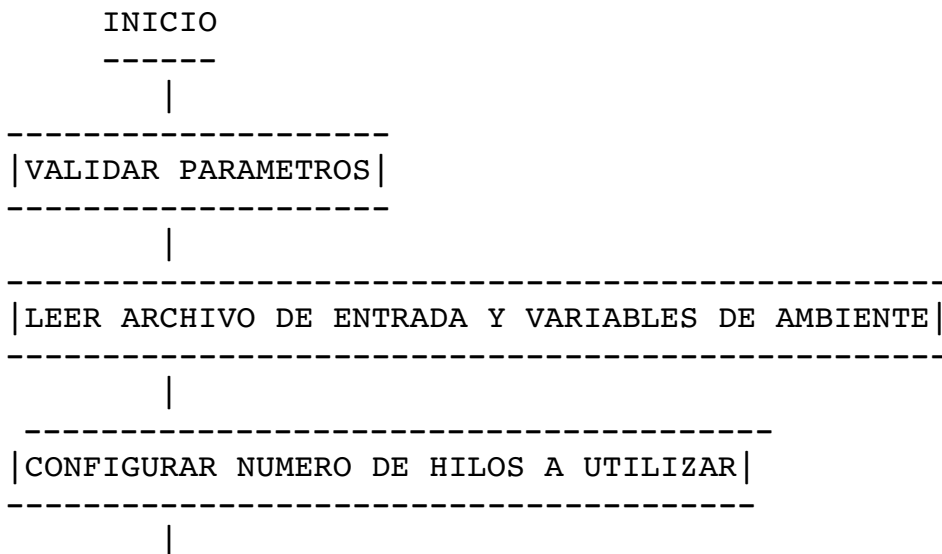 INICIO
------
|
--------------------
|VALIDAR PARAMETROS|
--------------------
|
-------------------------------------------------
|LEER ARCHIVO DE ENTRADA Y VARIABLES DE AMBIENTE|
-------------------------------------------------
|
---------------------------------------
|CONFIGURAR NUMERO DE HILOS A UTILIZAR|
---------------------------------------
|